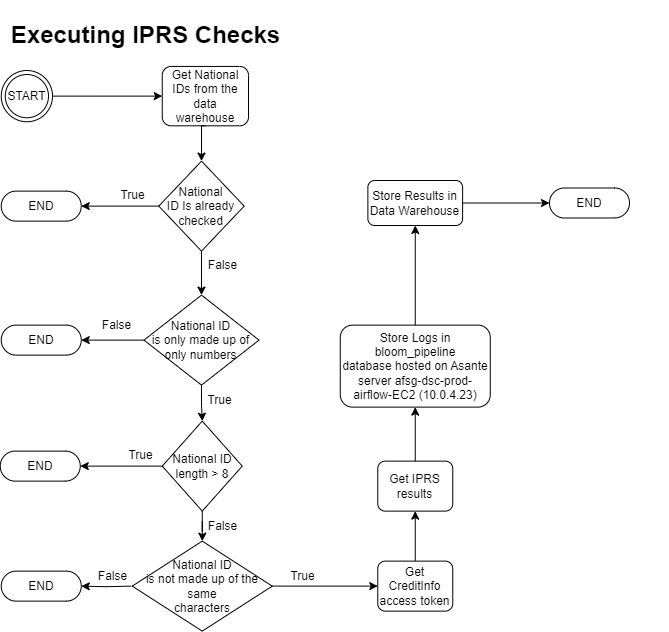 Executing IPRS Checks
START
Get National
IDs from the
data
warehouse
National
ID Is already
checked
True
END
False
National ID
is only made up of
only numbers
False
END
True
National ID
length > 8
True
END
False
National ID
is not made up of the
same
characters
False
END
True
Get
CreditInfo
access token
Get IPRS
results
Store Logs in
bloom_pipeline
database hosted on Asante
server afsg-dsc-prod-
airflow-EC2 (10.0.4.23)
Store Results in
Data Warehouse
END